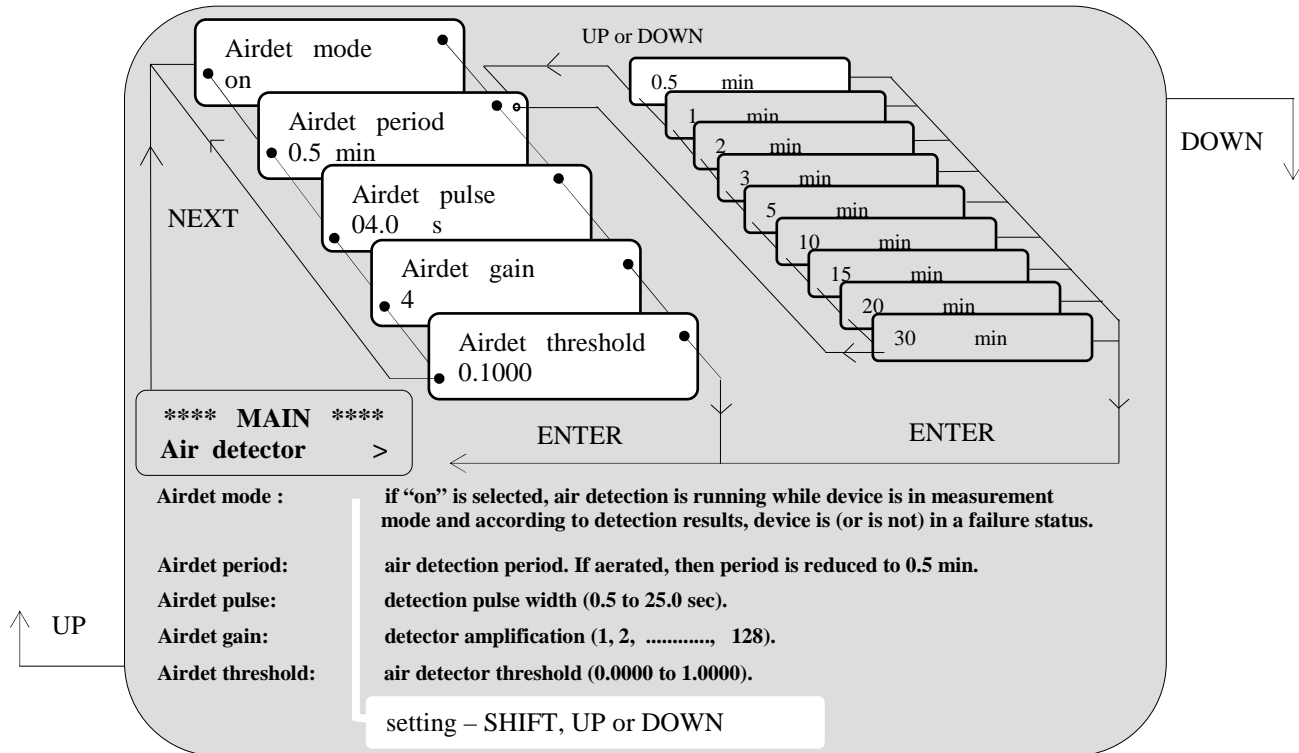 Airdet mode
on
Airdet period
0.5 min
Airdet pulse
04.0 s
Airdet gain
4
Airdet threshold
0.1000
UP or DOWN
0.5 min
1 min
2 min
3 min
5 min
10 min
15 min
20 min
30 min
DOWN
NEXT
ENTER
ENTER
**** MAIN ****
Air detector >
Airdet mode : if “on” is selected, air detection is running while device is in measurement
mode and according to detection results, device is (or is not) in a failure status.
Airdet period: air detection period. If aerated, then period is reduced to 0.5 min.
Airdet pulse: detection pulse width (0.5 to 25.0 sec).
Airdet gain: detector amplification (1, 2, ............, 128).
Airdet threshold: air detector threshold (0.0000 to 1.0000).
UP
setting – SHIFT, UP or DOWN